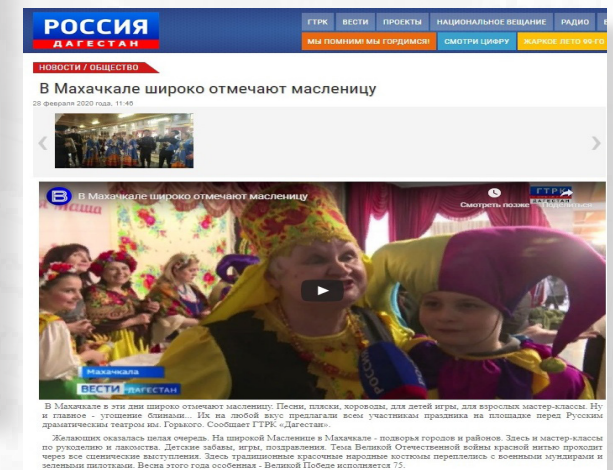 РОССИЯ
ДАГЕСТАН
ГТРК ВЕСТИ ПРОЕКТЫ НАЦИОНАЛЬНОЕ ВЕЩАНИЕ РАДИО
МЫ ПОМНИМ! МЫ ГОРДИМСЯ! СМОТРИ ЦИФРУ ЖАРКОЕ ЛЕТО 99-ГО
НОВОСТИ / ОБЩЕСТВО
В Махачкале широко отмечают масленицу
28 февраля 2020 года, 11:46
В Махачкале широко отмечают масленицу
Смотреть позже Поделиться
ГТРК
ДАГЕСТАН
Маша
РОССИЯ
Махачкала
ВЕСТИ ДАГЕСТАН
В Махачкале в эти дни широко отмечают масленицу. Песни, пляски, хороводы, для детей игры, для взрослых мастер-классы. Ну
и главное - угощение блинами... Их на любой вкус предлагали всем участникам праздника на площадке перед Русским
драматическим театром им. Горького. Сообщает ГТРК «Дагестан».
Желающих оказалась целая очередь. На широкой Масленице в Махачкале - подворья городов и районов. Здесь и мастер-классы
по рукоделию и лакомства. Детские забавы, игры, поздравления. Тема Великой Отечественной войны красной нитью проходит
через все сценические выступления. Здесь традиционные красочные народные костюмы переплелись с военными мундирами и
зелеными пилотками. Весна этого года особенная - Великой Победе исполняется 75.